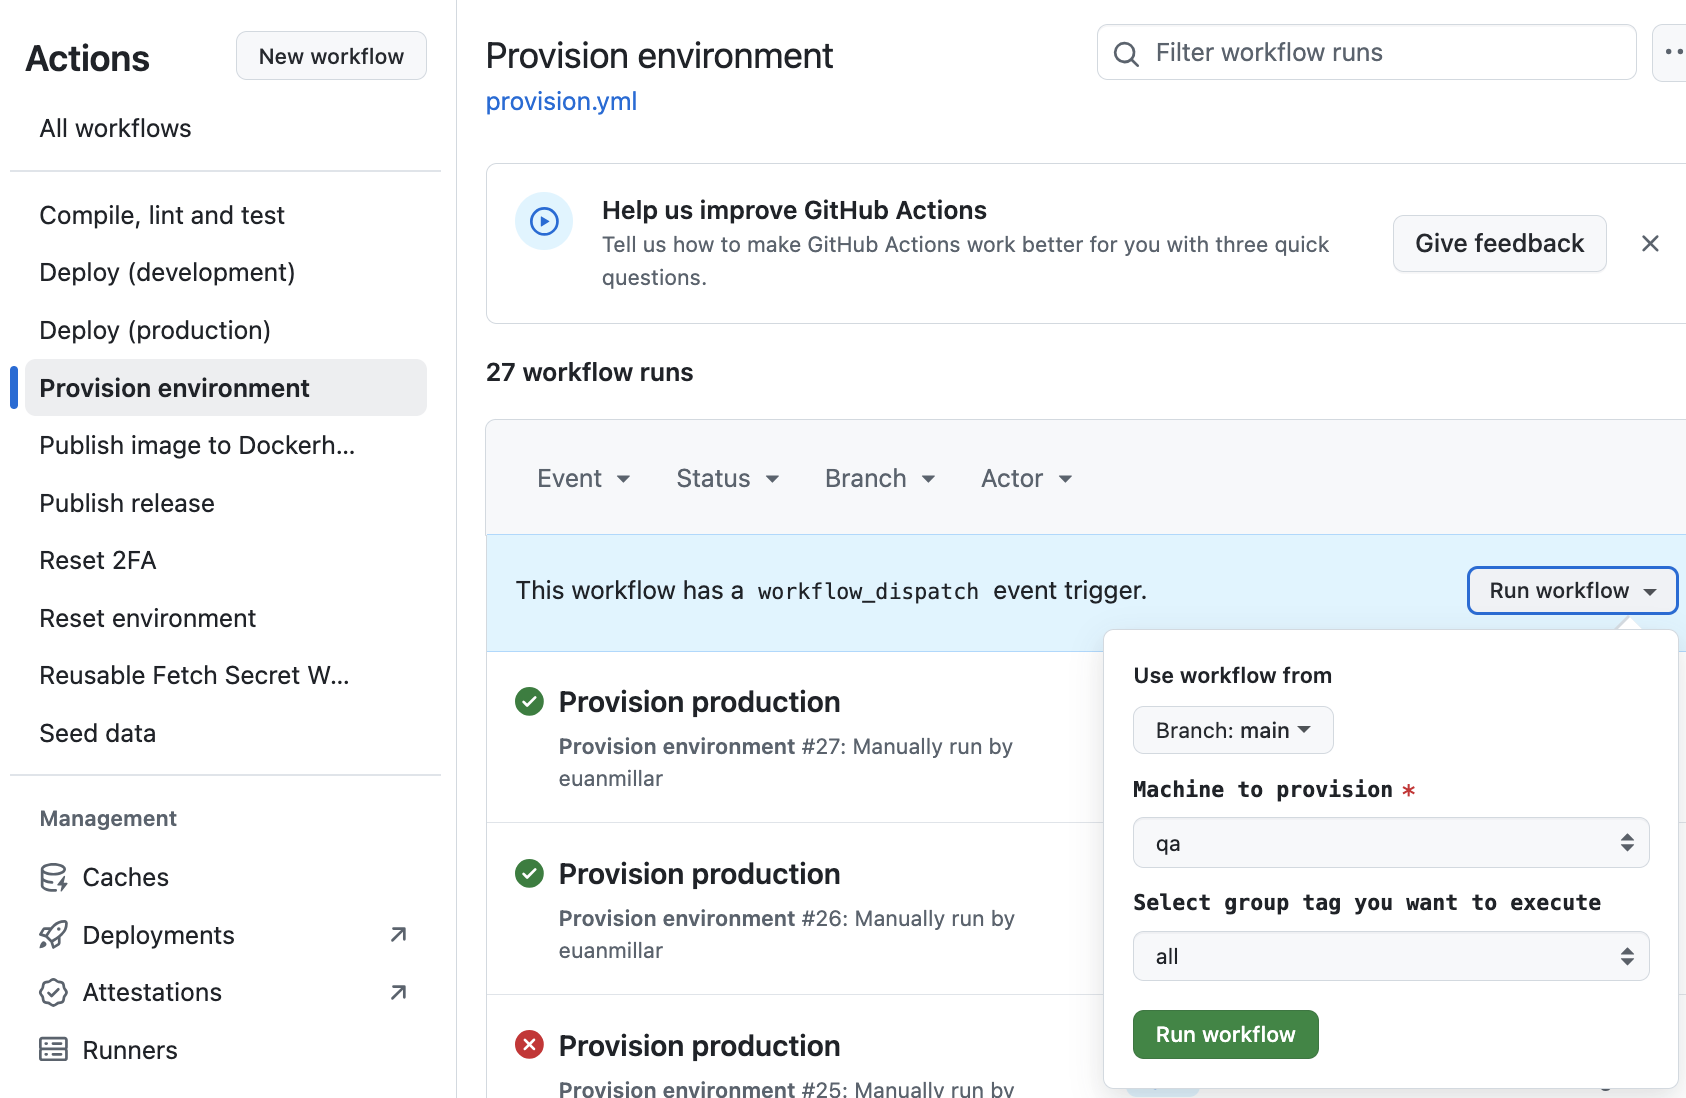 Actions
New workflow
All workflows
Compile, lint and test
Deploy (development)
Deploy (production)
Provision environment
Publish image to Dockerh...
Publish release
Reset 2FA
Reset environment
Reusable Fetch Secret W...
Seed data
Management
Caches
Deployments
Attestations
Runners
Provision environment
provision.yml
Filter workflow runs
Help us improve GitHub Actions
Tell us how to make GitHub Actions work better for you with three quick
questions.
Give feedback
27 workflow runs
Event
Status
Branch
Actor
This workflow has a workflow_dispatch event trigger.
Run workflow
Provision production
Provision environment #27: Manually run by
euanmillar
Provision production
Provision environment #26: Manually run by
euanmillar
Provision production
Provision environment #25: Manually run by
Use workflow from
Branch: main
Machine to provision *
qa
Select group tag you want to execute
all
Run workflow